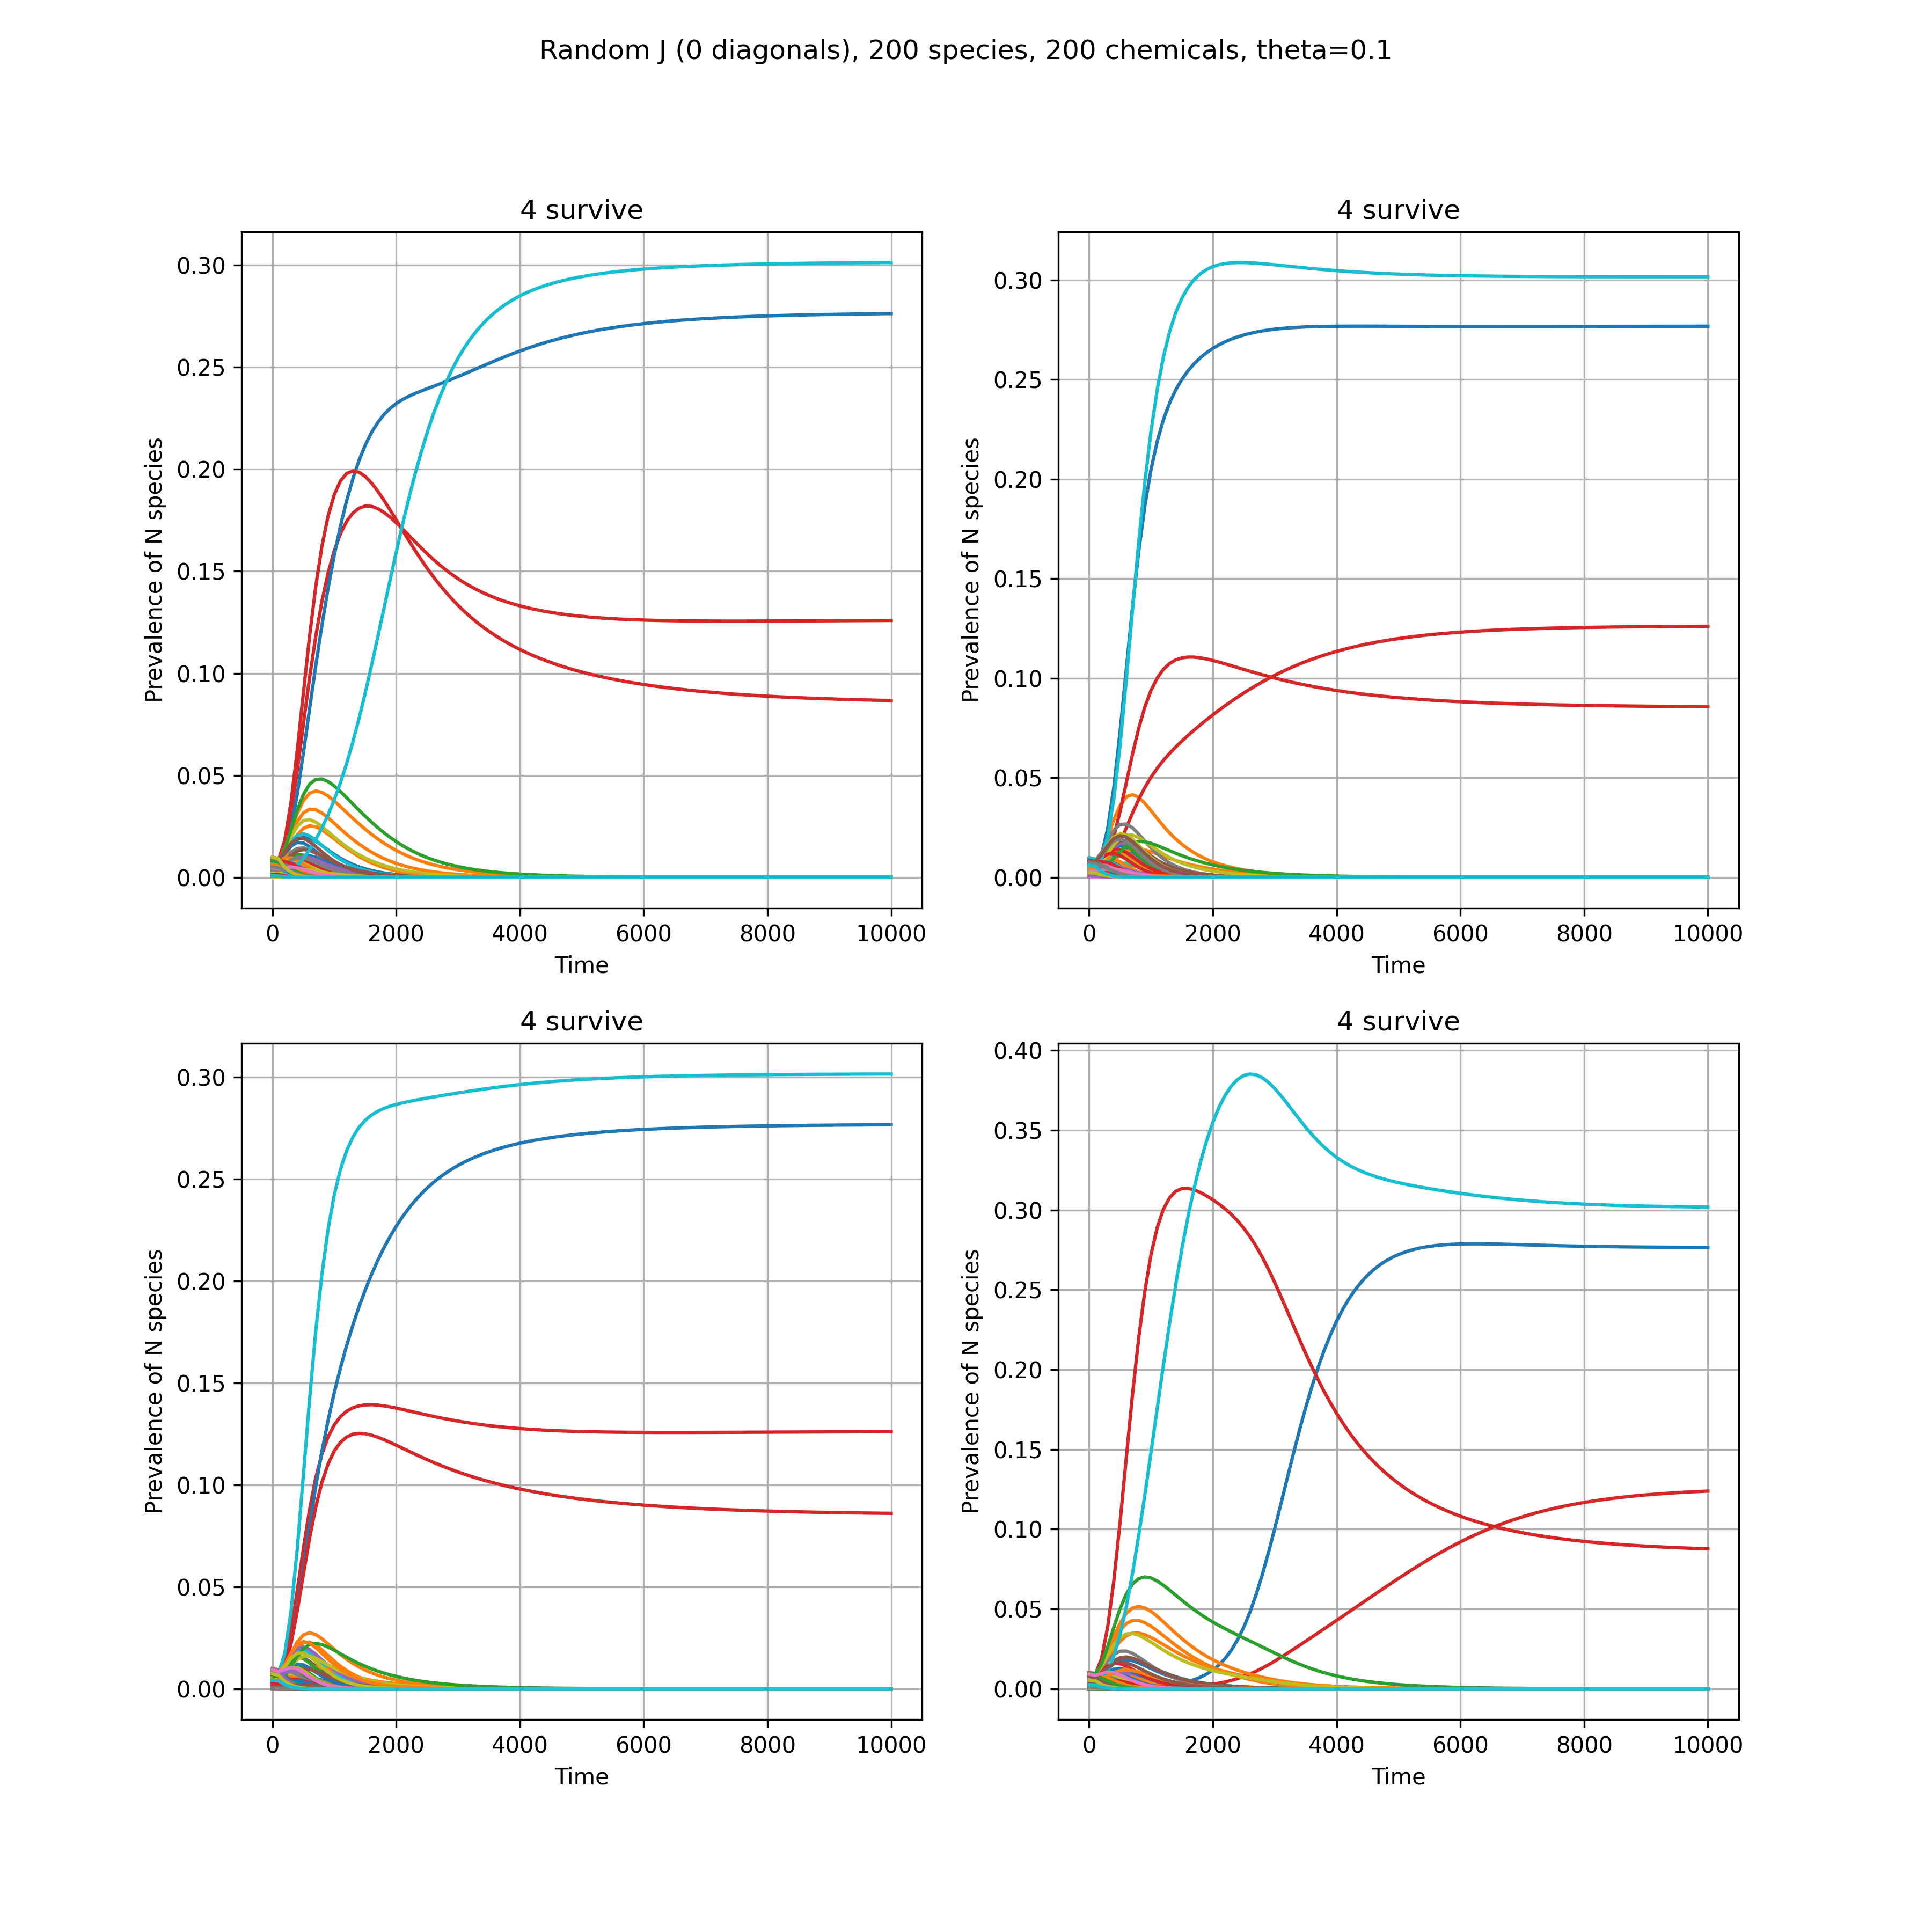 Random J (0 diagonals), 200 species, 200 chemicals, theta=0.1
4 survive
0.30
0.25
0.20
0.15
0.10
0.05
0.00
Prevalence of N species
0 2000 4000 6000 8000 10000
Time
4 survive
0.30
0.25
0.20
0.15
0.10
0.05
0.00
Prevalence of N species
0 2000 4000 6000 8000 10000
Time
4 survive
0.30
0.25
0.20
0.15
0.10
0.05
0.00
Prevalence of N species
0 2000 4000 6000 8000 10000
Time
4 survive
0.40
0.35
0.30
0.25
0.20
0.15
0.10
0.05
0.00
Prevalence of N species
0 2000 4000 6000 8000 10000
Time